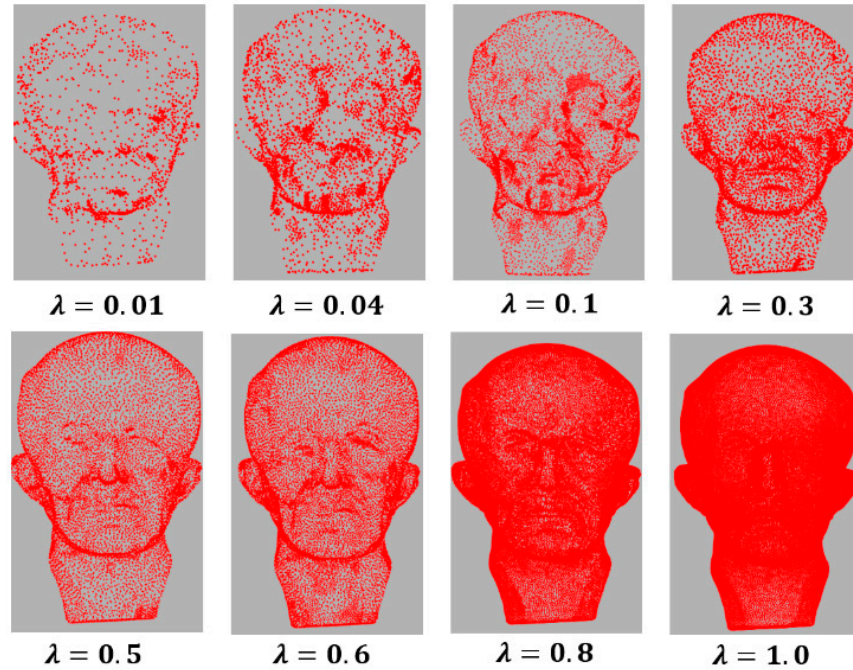 λ = 0.01 λ = 0.04 λ = 0.1 λ = 0.3
λ = 0.5 λ = 0.6 λ = 0.8 λ = 1.0